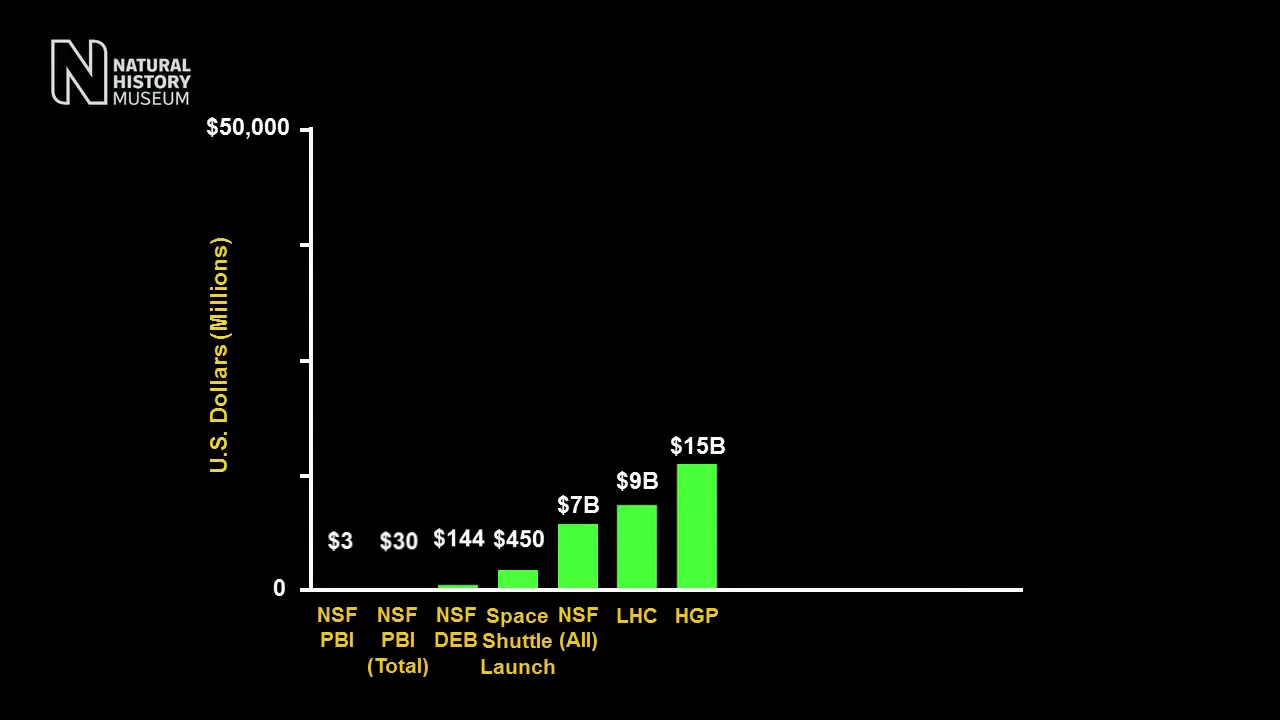 NATURAL
HISTORY
MUSEUM
$50,000
U.S. Dollars (Millions)
0
$3
$30
$144
$450
$7B
$9B
$15B
NSF
PBI
NSF
PBI
(Total)
NSF
DEB
Space
Shuttle
Launch
NSF
(All)
LHC
HGP